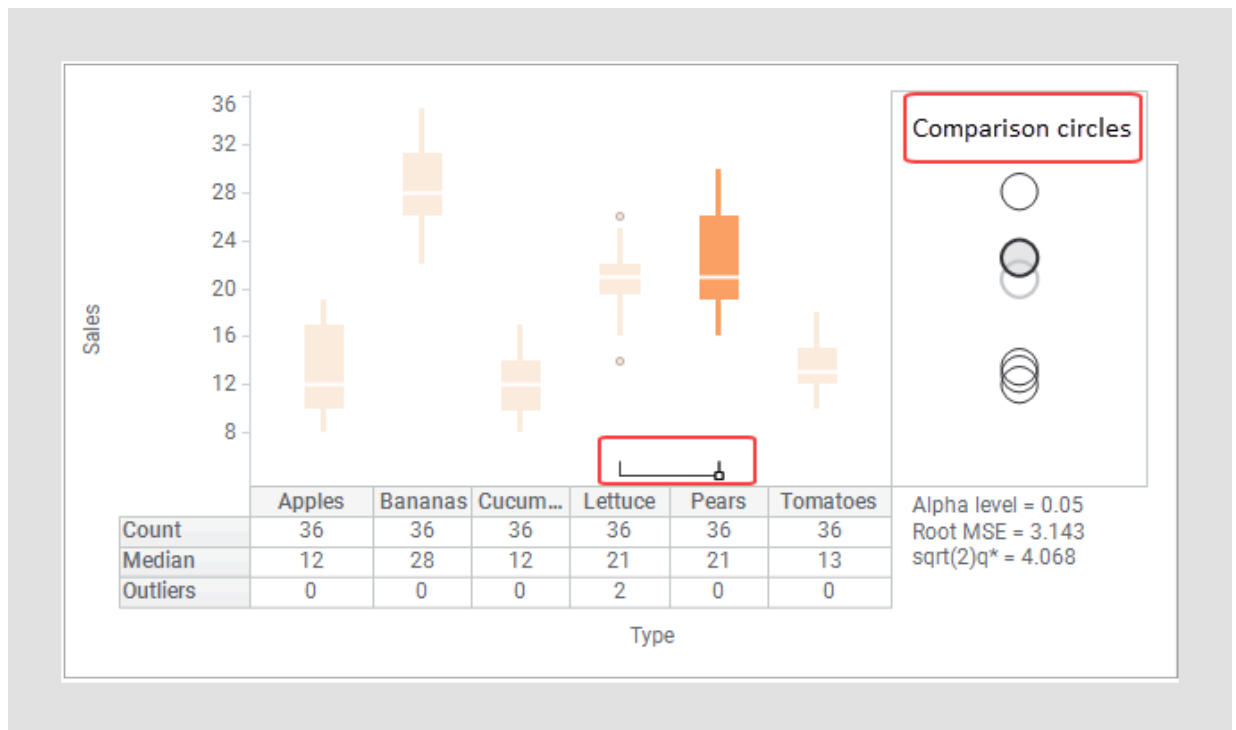 36
32
28
24
20
16
12
8
Sales
Comparison circles
Apples Bananas Cucum... Lettuce Pears Tomatoes
Count 36 36 36 36 36 36
Median 12 28 12 21 21 13
Outliers 0 0 0 2 0 0
Type
Alpha level = 0.05
Root MSE = 3.143
sqrt(2)q* = 4.068